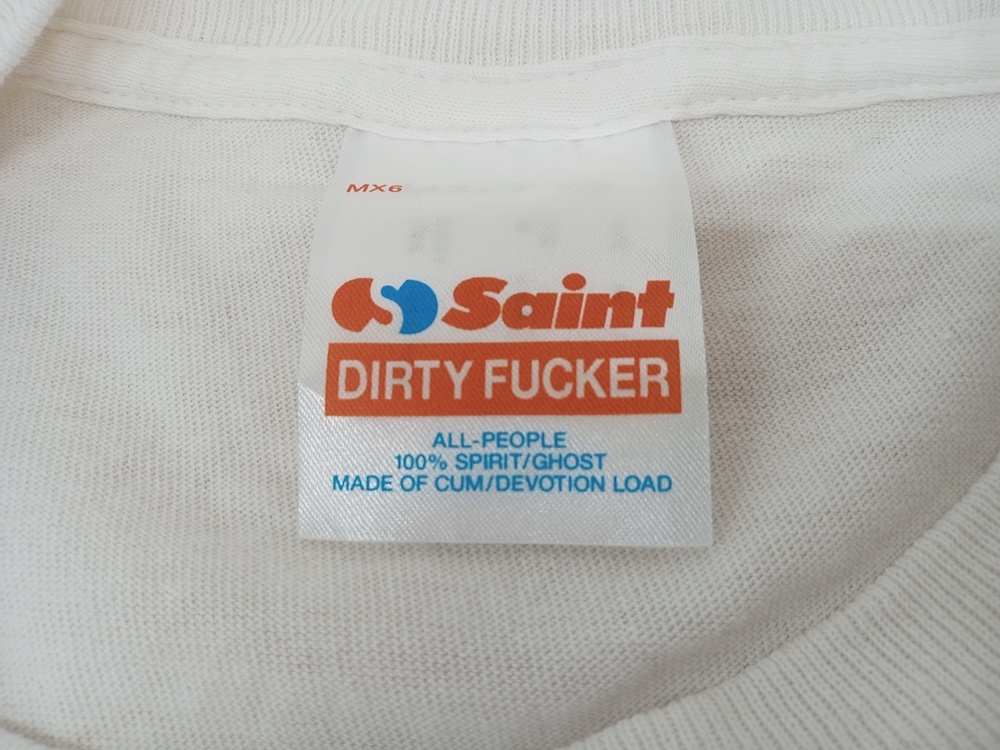 MX6
Saint
DIRTY FUCKER
ALL-PEOPLE
100% SPIRIT/GHOST
MADE OF CUM/DEVOTION LOAD